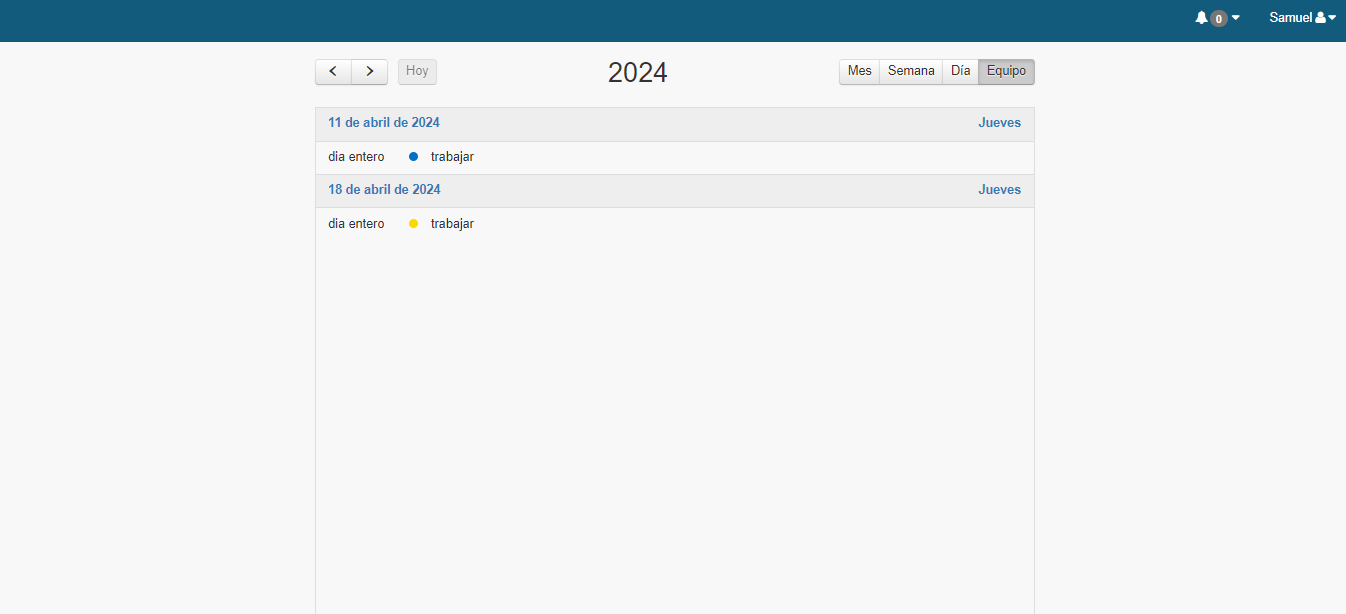 0 Samuel
Hoy 2024 Mes Semana Día Equipo
11 de abril de 2024 Jueves
dia entero trabajar
18 de abril de 2024 Jueves
dia entero trabajar